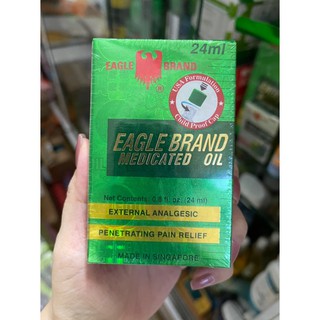 24ml
EAGLE BRAND
USA Formulation
Child Proof Cap
EAGLE BRAND
MEDICATED OIL
Net Contents: 0.8 fl. oz. (24 ml)
EXTERNAL ANALGESIC
PENETRATING PAIN RELIEF
MADE IN SINGAPORE